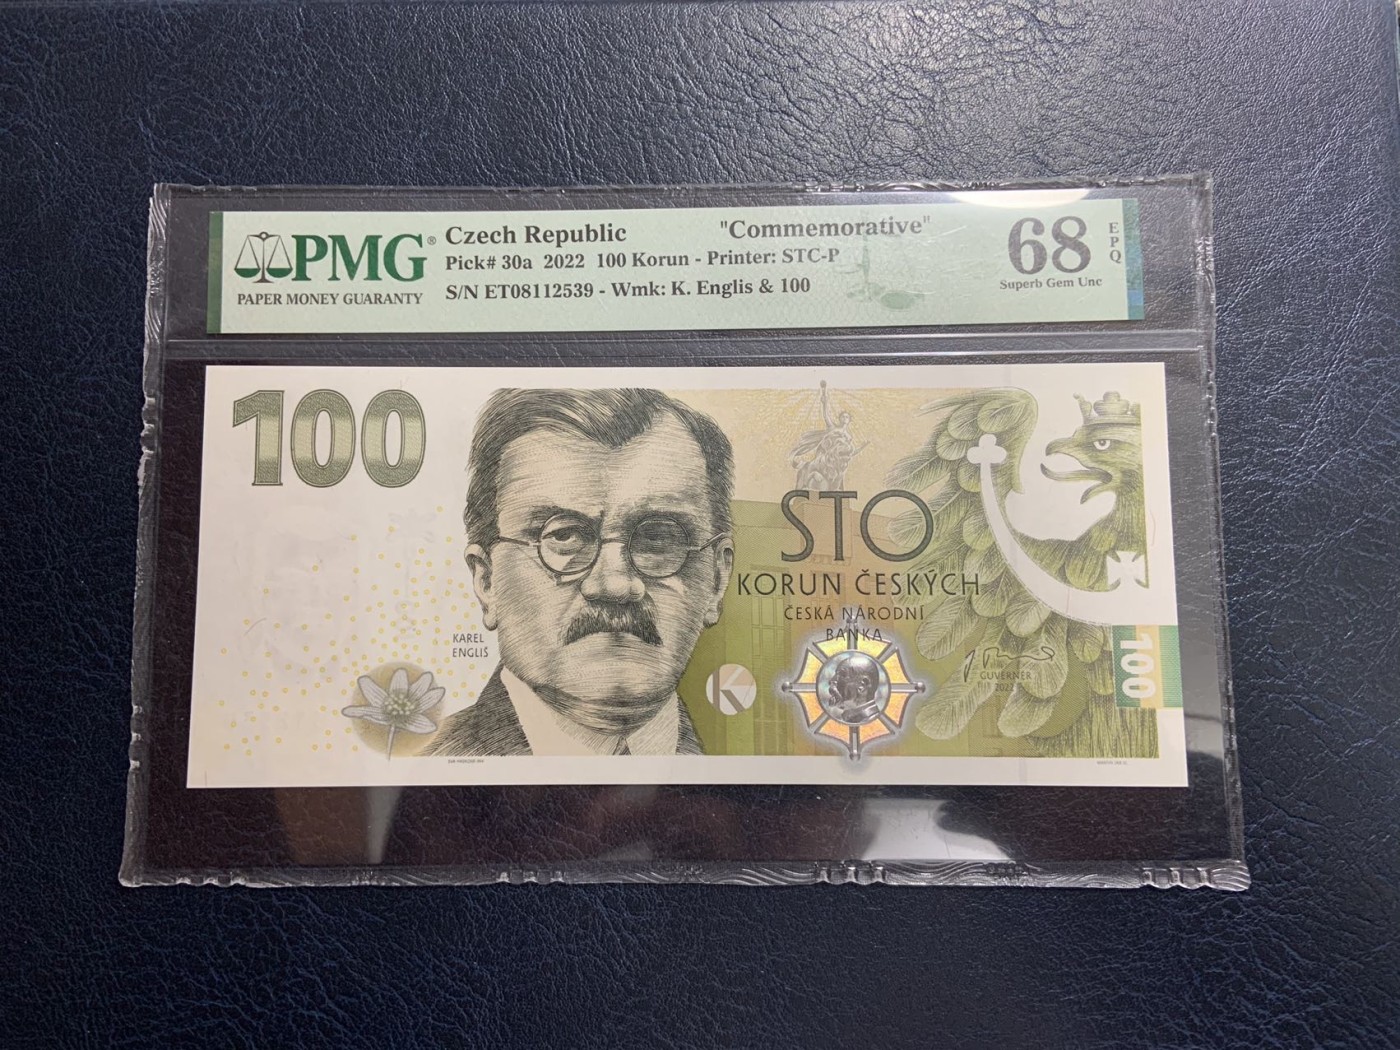 PMG®
PAPER MONEY GUARANTY
Czech Republic "Commemorative"
Pick# 30a 2022 100 Korun - Printer: STC-P
S/N ET08112539 - Wmk: K. Englis & 100
68
EPQ
Superb Gem Unc
100
STO
KORUN ČESKÝCH
ČESKÁ NÁRODNÍ
BANKA
KAREL
ENGLIŠ
K
GUVERNÉR
2022
100